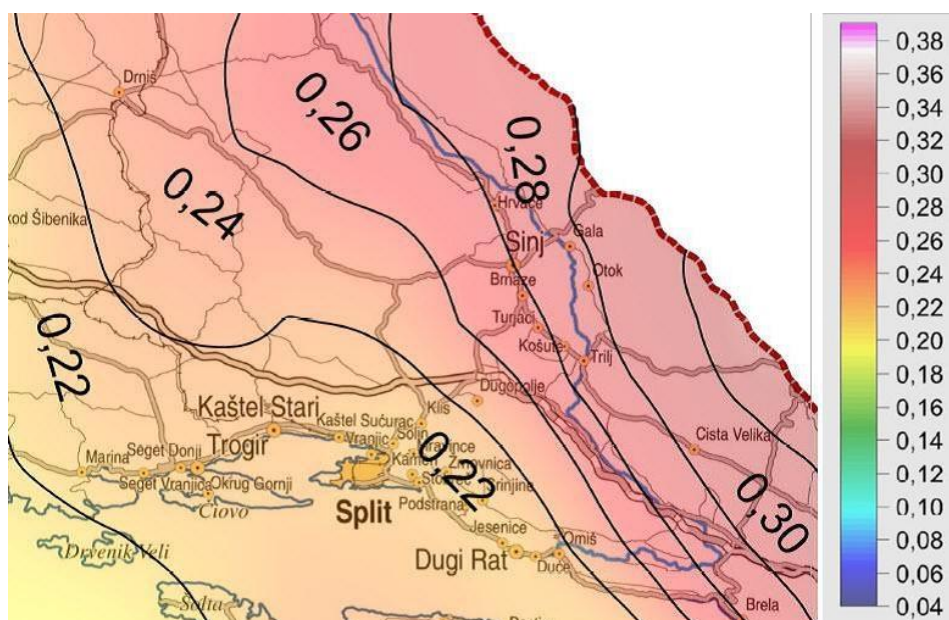 Drniš
0,26
0,28
0,24
kod Šibenika
Hrvace
Sinj
Gala
Brnaze
Otok
Turjaci
Košute
Trilj
0,22
Dugopolje
Kaštel Stari
Klis
Kaštel Sućurac
Trogir
Vranjic
Solin
Cista Velika
Seget Donji
Marina
0,22
Žrnovnica
Seget Vranjica
Okrug Gornji
Srinjine
Čiovo
Split
Podstrana
0,30
Jesenice
Omiš
Drvenik Veli
Dugi Rat
Duće
Šolta
Brela
0,38
0,36
0,34
0,32
0,30
0,28
0,26
0,24
0,22
0,20
0,18
0,16
0,14
0,12
0,10
0,08
0,06
0,04